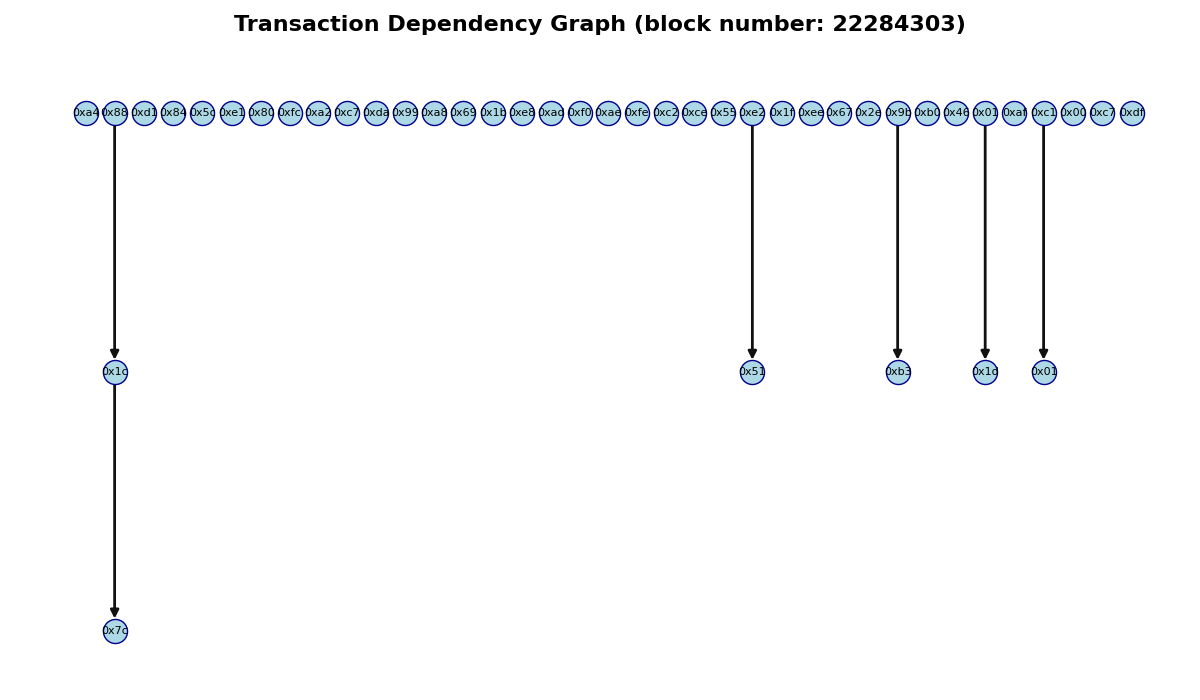 Transaction Dependency Graph (block number: 22284303)
0xa4 0x88 0xd1 0x84 0x5c 0xe1 0x80 0xfc 0xa2 0xc7 0xda 0x99 0xa8 0x69 0x1b 0xe8 0xad 0xf0 0xae 0xfe 0xc2 0xce 0x55 0xe2 0x1f 0xee 0x67 0x2e 0x9b 0xb0 0x46 0x01 0xaf 0xc1 0x00 0xc7 0xdf
0x1c 0x51 0xb3 0x1d 0x01
0x7c